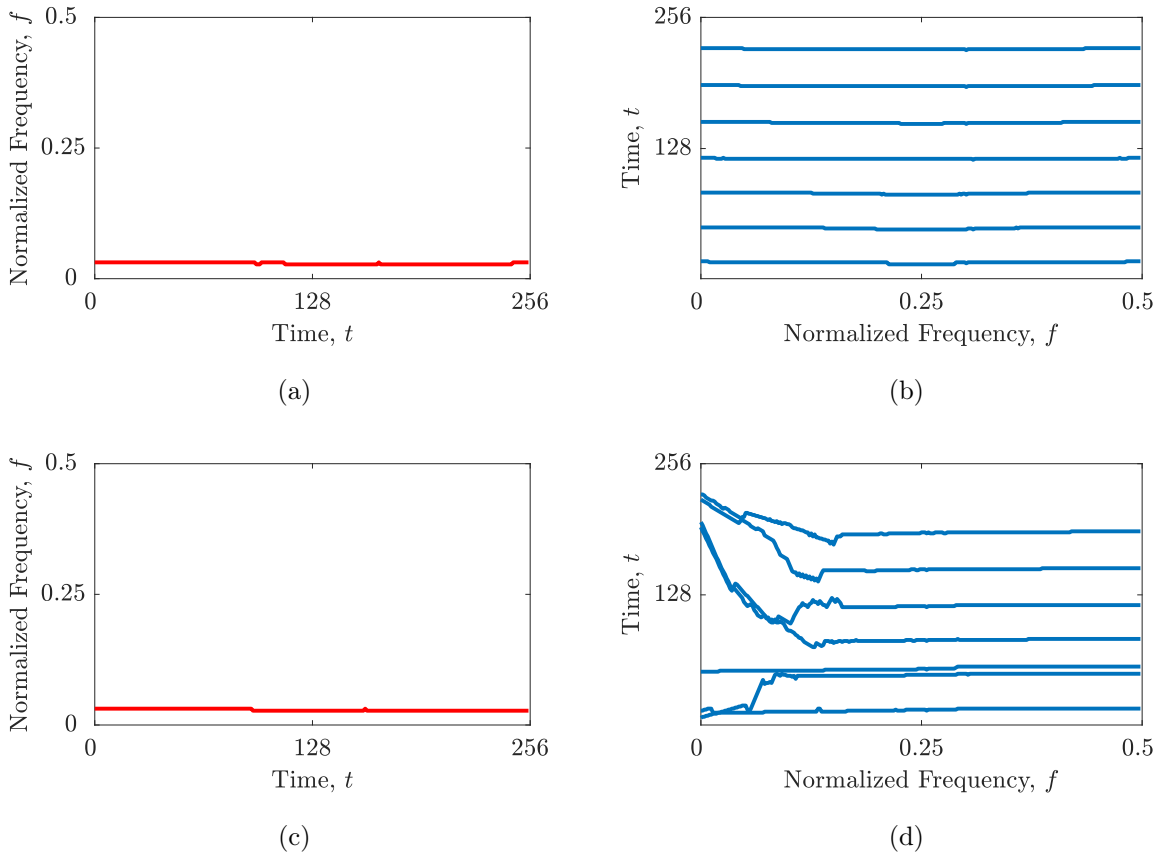 0.5
0.25
0
0
128
256
Normalized Frequency, f
Time, t
(a)
256
128
0
0.25
0.5
Time, t
Normalized Frequency, f
(b)
0.5
0.25
0
0
128
256
Normalized Frequency, f
Time, t
(c)
256
128
0
0.25
0.5
Time, t
Normalized Frequency, f
(d)